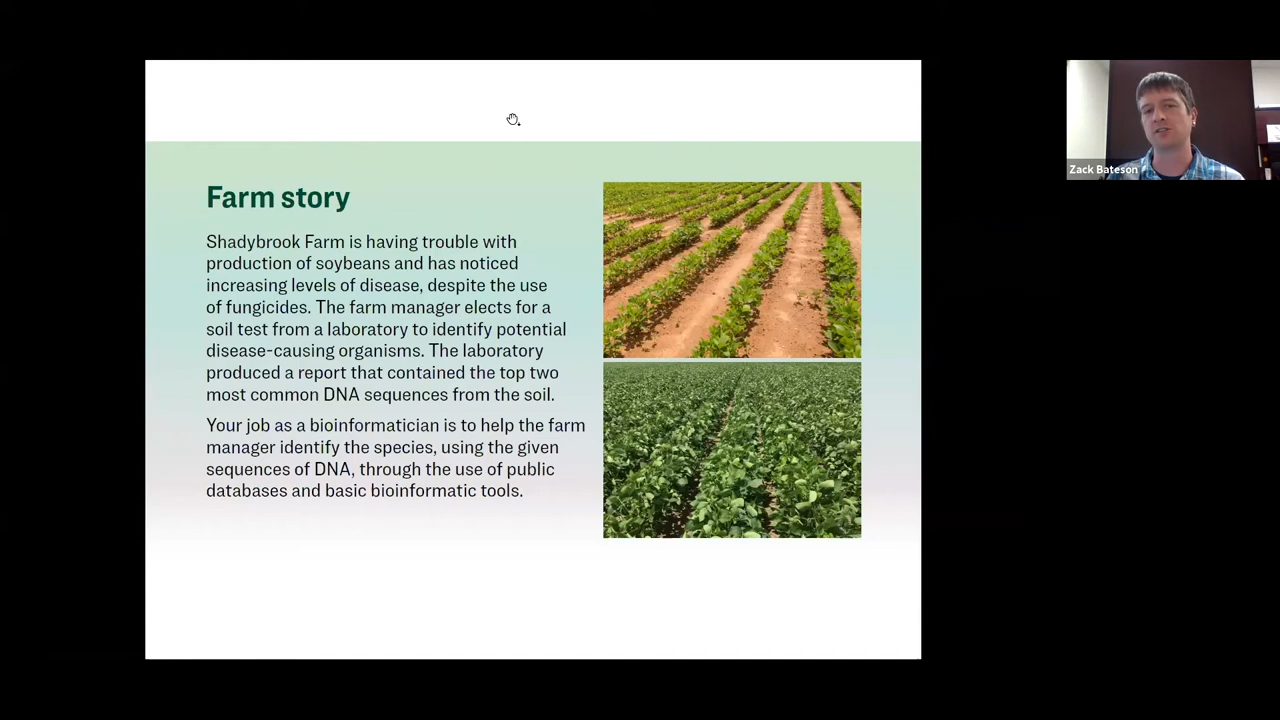 Farm story
Shadybrook Farm is having trouble with
production of soybeans and has noticed
increasing levels of disease, despite the use
of fungicides. The farm manager elects for a
soil test from a laboratory to identify potential
disease-causing organisms. The laboratory
produced a report that contained the top two
most common DNA sequences from the soil.
Your job as a bioinformatician is to help the farm
manager identify the species, using the given
sequences of DNA, through the use of public
databases and basic bioinformatic tools.
Zack Bateson